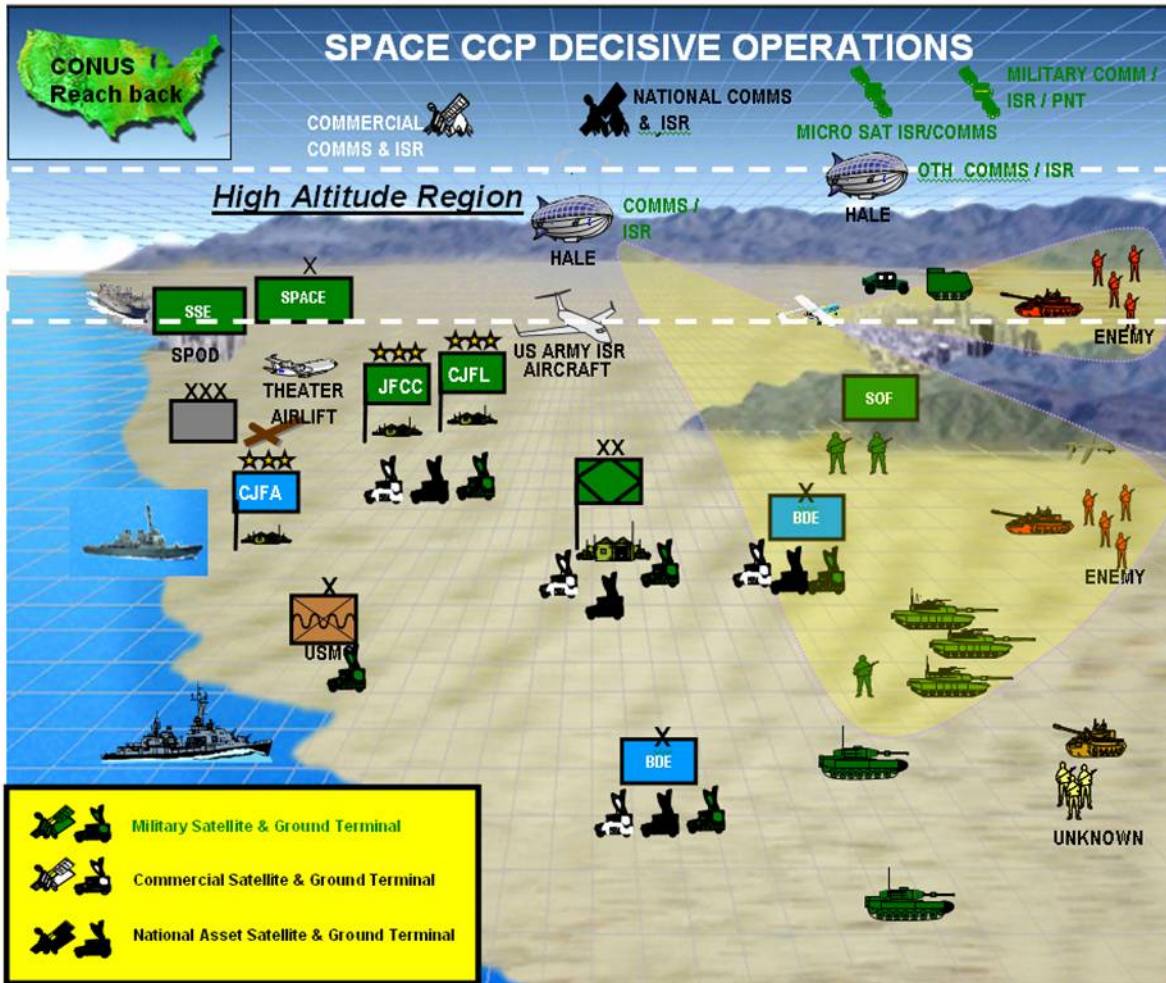 SPACE CCP DECISIVE OPERATIONS
CONUS
Reach back
COMMERCIAL
COMMS & ISR
NATIONAL COMMS
& ISR
MILITARY COMM /
ISR / PNT
MICRO SAT ISR/COMMS
OTH COMMS / ISR
HALE
High Altitude Region
COMMS /
ISR
HALE
X
SPACE
SSE
SPOD
THEATER
AIRLIFT
JFCC
CJFL
US ARMY ISR
AIRCRAFT
ENEMY
XXX
CJFA
SOF
XX
X
BDE
ENEMY
X
USMC
X
BDE
UNKNOWN
Military Satellite & Ground Terminal
Commercial Satellite & Ground Terminal
National Asset Satellite & Ground Terminal